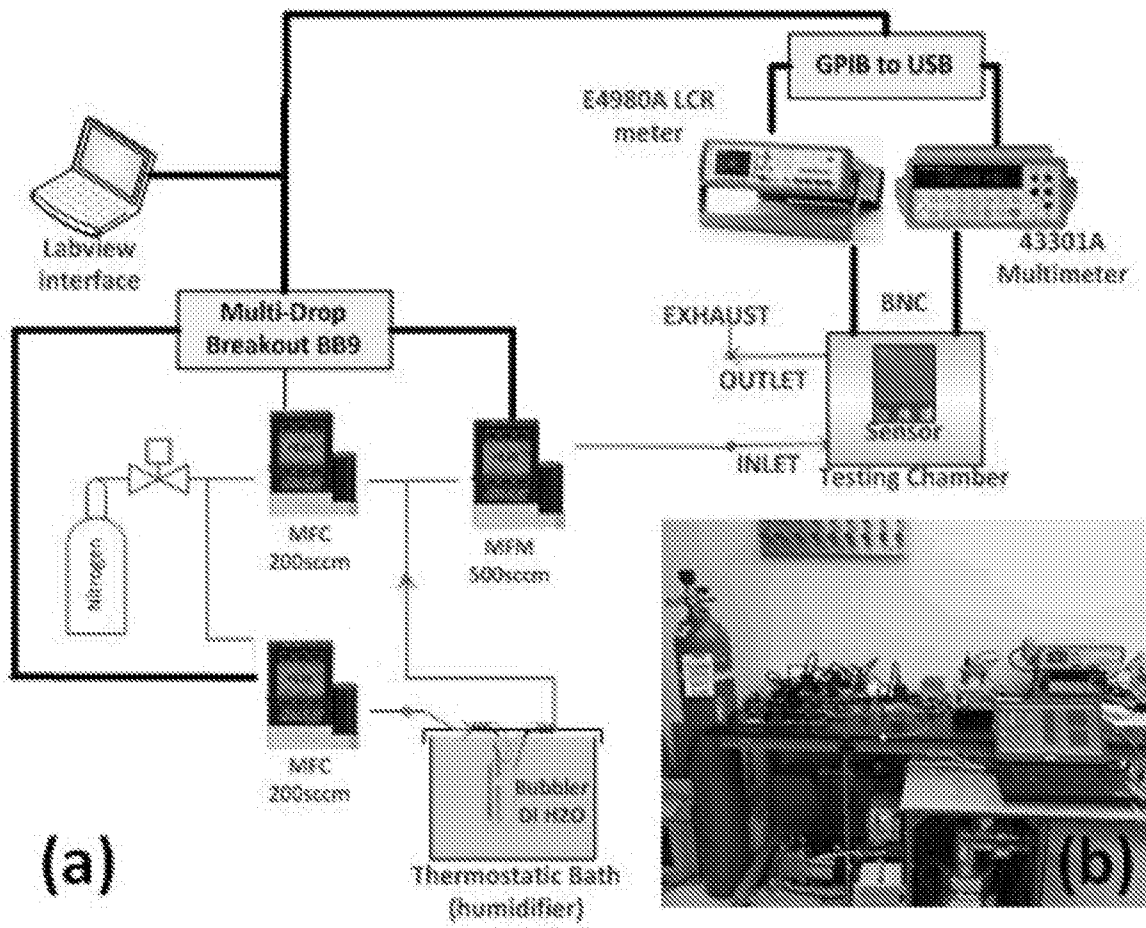 GPIB to USB
E4980A LCR
meter
Labview
interface
43301A
Multimeter
Multi-Drop
Breakout BB9
BNC
EXHAUST
OUTLET
sensor
INLET
Testing Chamber
MFC
200sccm
MFM
500sccm
Nitrogen
MFC
200sccm
Bubbler
DI H2O
Thermostatic Bath
(humidifier)
(a)
(b)